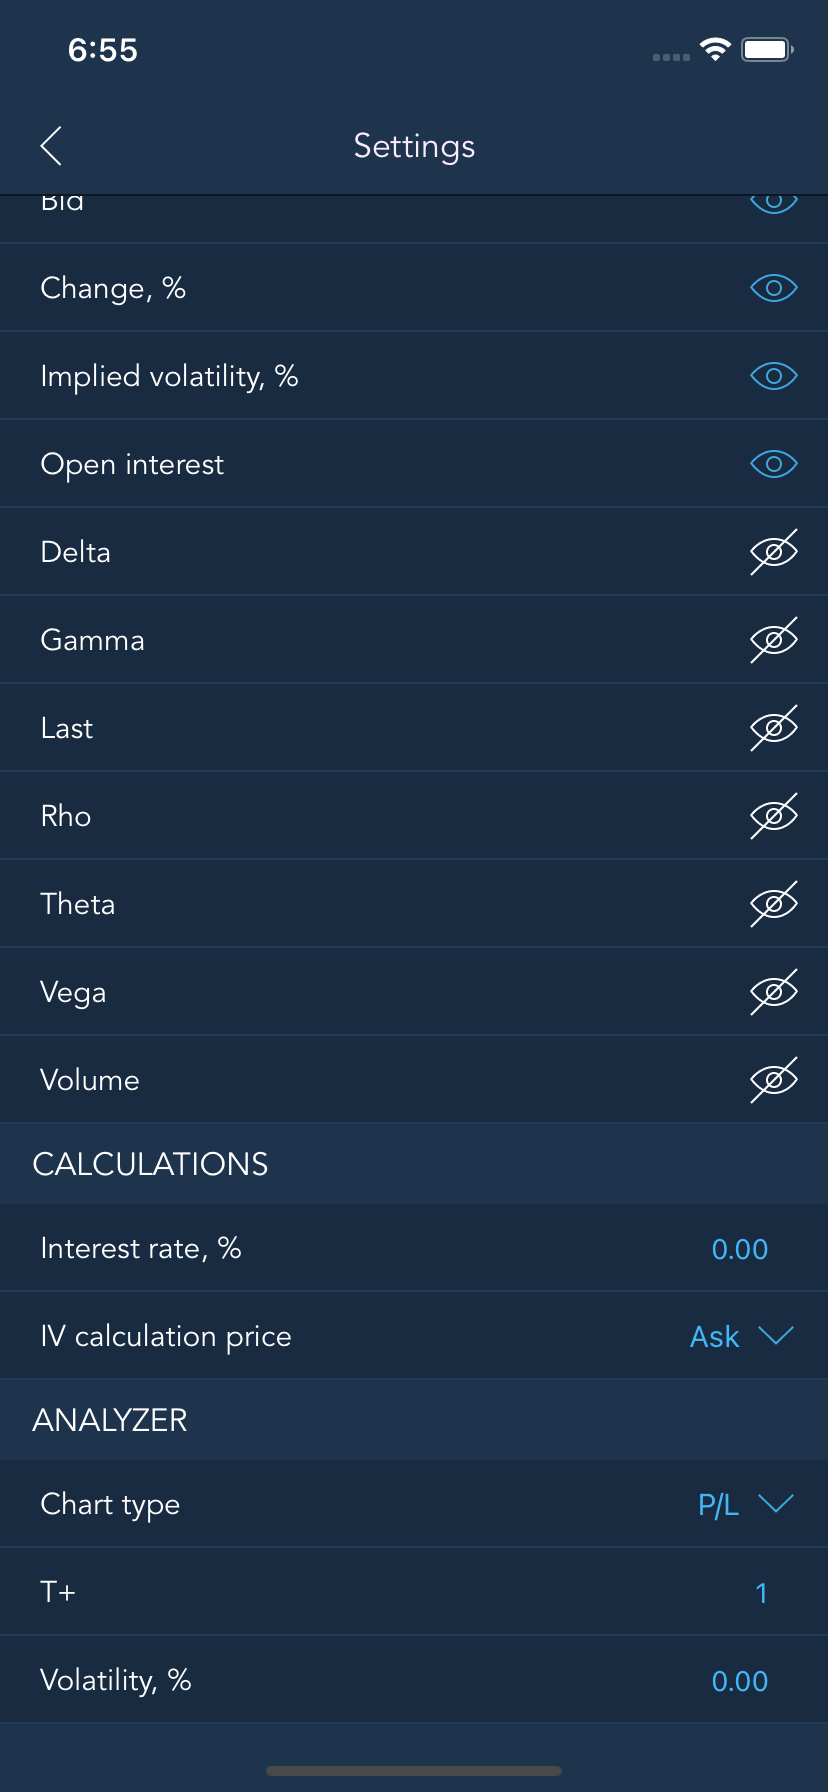 6:55
Settings
Bid
Change, %
Implied volatility, %
Open interest
Delta
Gamma
Last
Rho
Theta
Vega
Volume
CALCULATIONS
Interest rate, % 0.00
IV calculation price Ask
ANALYZER
Chart type P/L
T+ 1
Volatility, % 0.00